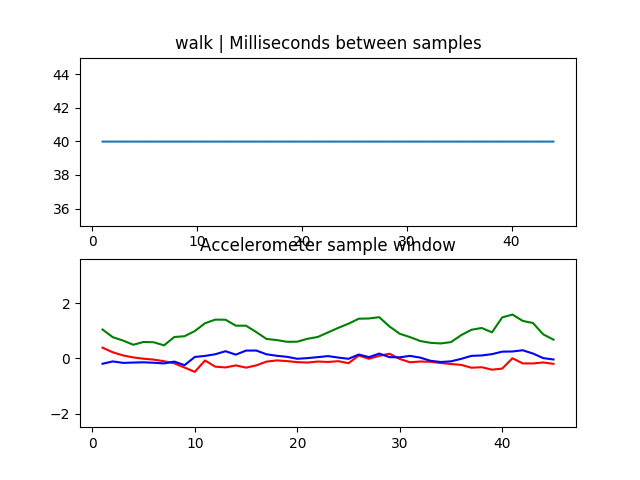 walk | Milliseconds between samples
44
42
40
38
36
0 10 20 30 40
Accelerometer sample window
2
0
−2
0 10 20 30 40